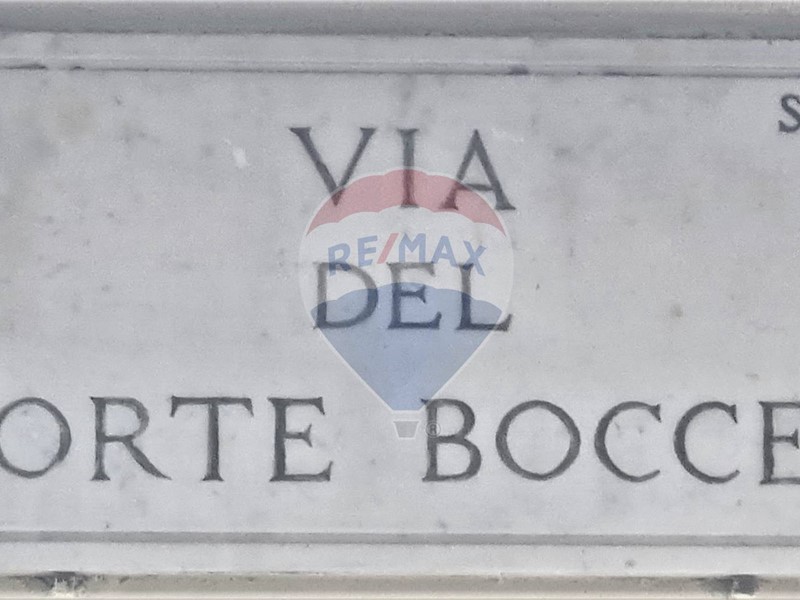 S
VIA
RE/MAX
DEL
ORTE BOCCE